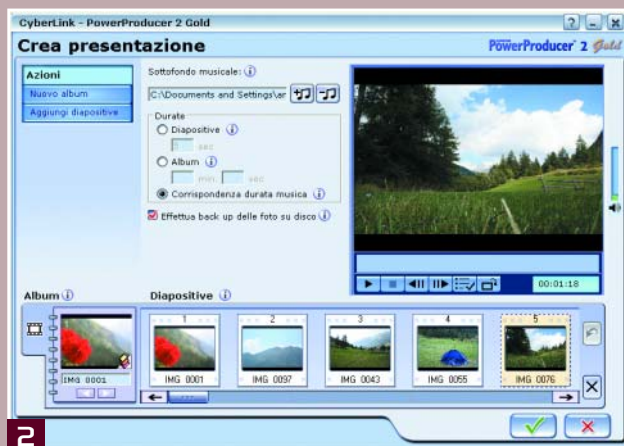 CyberLink - PowerProducer 2 Gold
Crea presentazione
PowerProducer 2 Gold
Azioni
Nuovo album
Aggiungi diapositive
Sottofondo musicale:
C:\Documents and Settings\ar
Durate
Diapositive
sec
Album
min. sec
Corrispondenza durata musica
Effettua back up delle foto su disco
00:01:18
Album
Diapositive
IMG 0001
1
2
3
4
5
IMG 0001
IMG 0097
IMG 0043
IMG 0055
IMG 0076
2